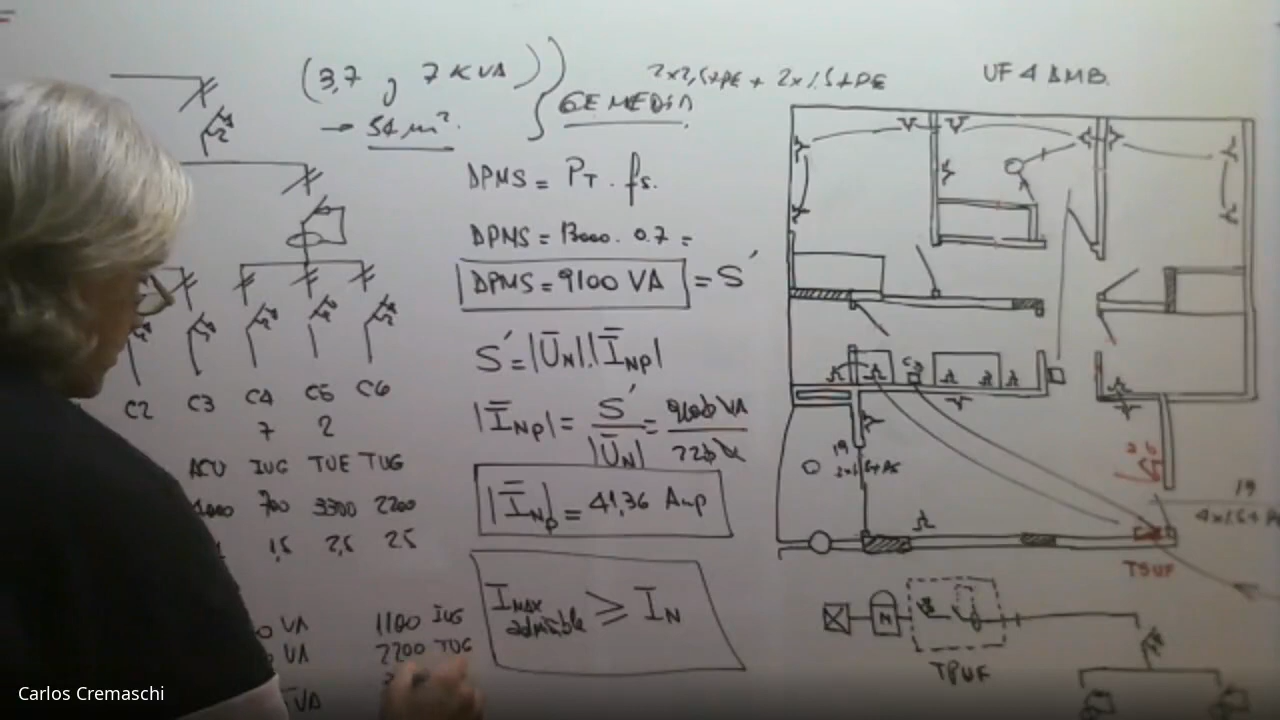 (3,7 y 7 KVA)
→ 54 m².
GE MEDIA
2x2,5+PE + 2x1.5+PE
UF 4 AMB.
DPMS = PT . fs.
DPMS = 13000 . 0.7 =
DPMS = 9100 VA = S'
S' = |UN|.|INp|
|INp| = S' / |UN| = 9100 VA / 220 V
|INp| = 41,36 Amp
IMAX admisible ≥ IN
C2 C3 C4 C5 C6
7 2
ACU IUG TUE TUG
700 3300 2200
1,5 2,5 2,5
VA 1100 IUG
VA 2200 TUG
VA
C3
19
19
TSUF
N
TPUF
Carlos Cremaschi